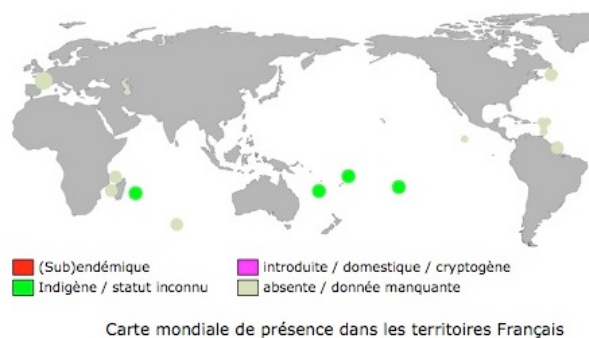 (Sub)endémique
introduite / domestique / cryptogène
Indigène / statut inconnu
absente / donnée manquante
Carte mondiale de présence dans les territoires Français